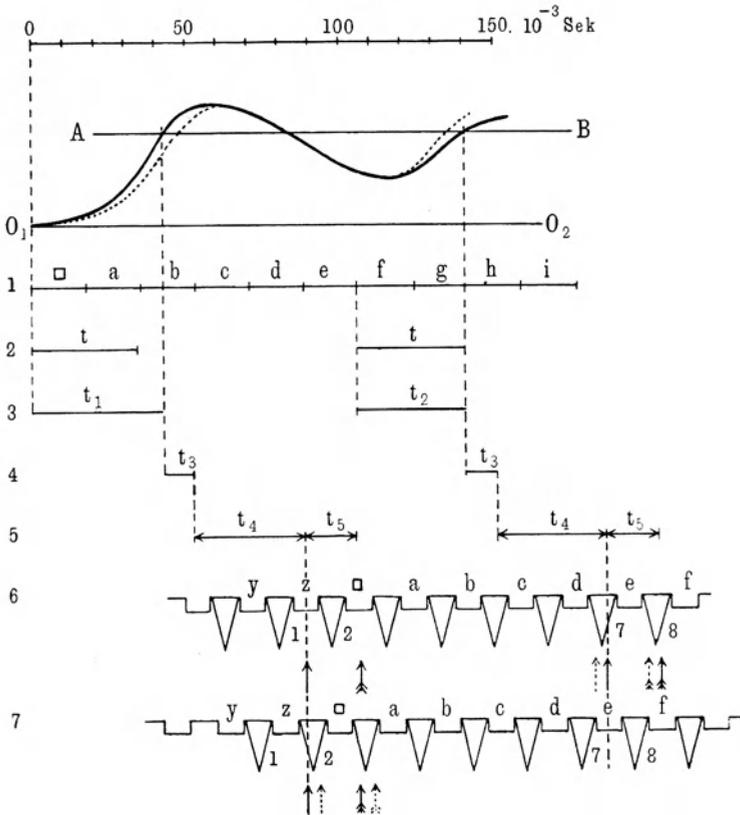 0 50 100 150. 10⁻³ Sek
A B
O₁ O₂
□ a b c d e f g h i
1
t t
2
t₁ t₂
3
t₃ t₃
4
t₄ t₅ t₄ t₅
5
y z □ a b c d e f
6
1 2 7 8
y z □ a b c d e f
7
1 2 7 8